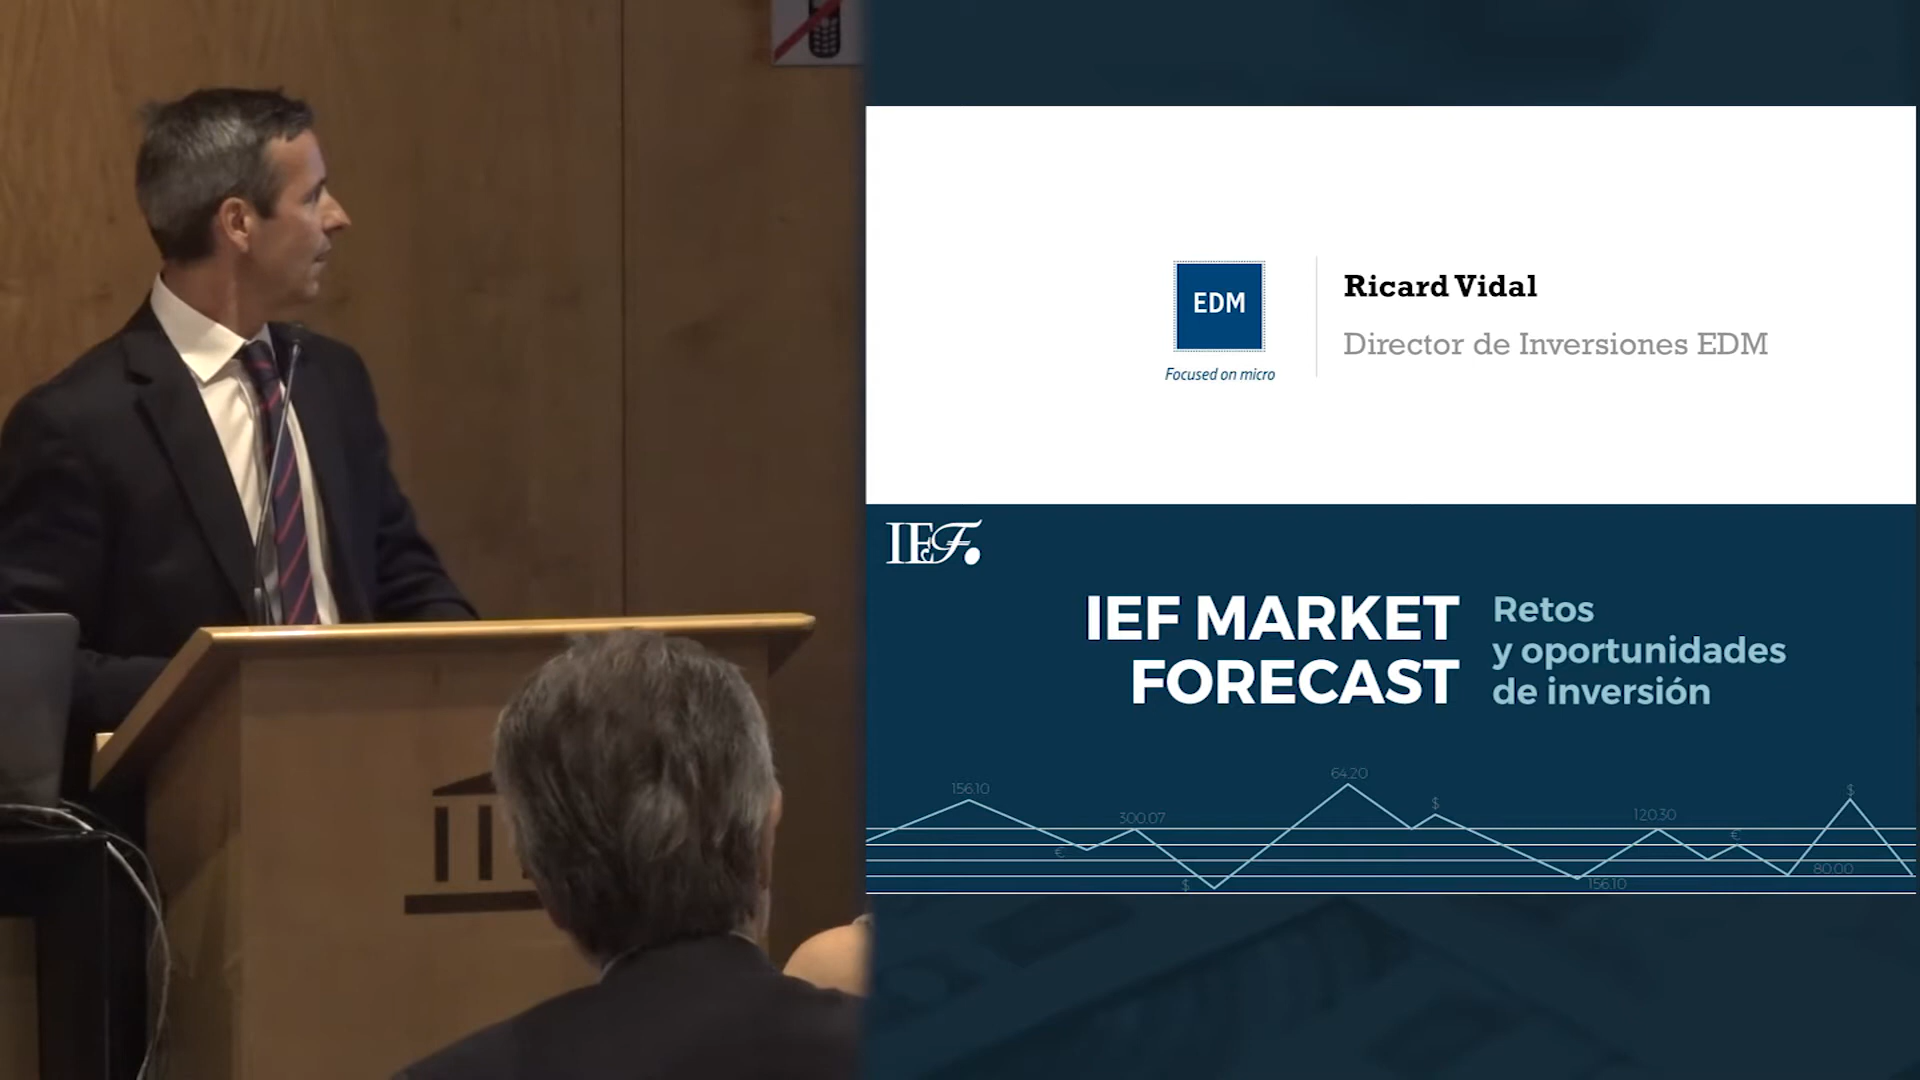 EDM
Focused on micro
Ricard Vidal
Director de Inversiones EDM
IEF
IEF MARKET
FORECAST
Retos
y oportunidades
de inversión
156.10
300.07
€
$
64.20
$
156.10
120.30
€
80.00
$